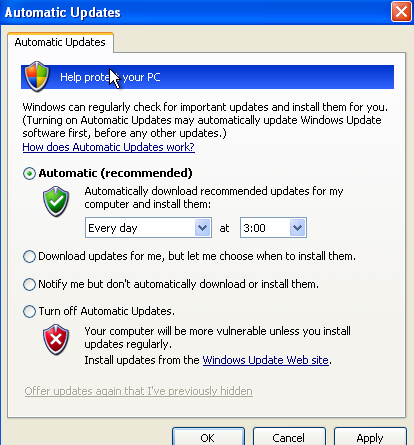 Automatic Updates
Automatic Updates
Help protect your PC
Windows can regularly check for important updates and install them for you.
(Turning on Automatic Updates may automatically update Windows Update
software first, before any other updates.)
How does Automatic Updates work?
Automatic (recommended)
Automatically download recommended updates for my
computer and install them:
Every day at 3:00
Download updates for me, but let me choose when to install them.
Notify me but don't automatically download or install them.
Turn off Automatic Updates.
Your computer will be more vulnerable unless you install
updates regularly.
Install updates from the Windows Update Web site.
Offer updates again that I've previously hidden
OK Cancel Apply